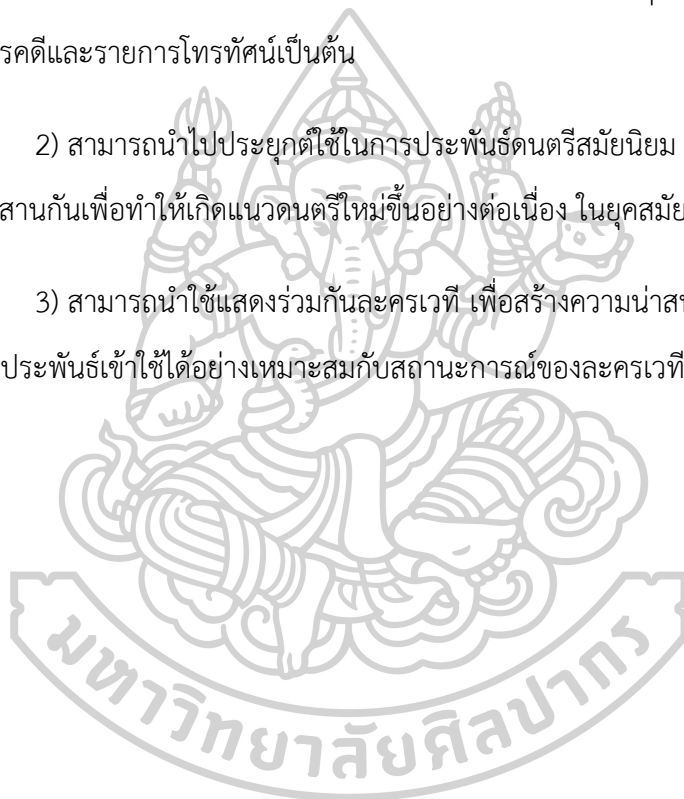 รคดีและรายการโทรทัศน์เป็นต้น
2) สามารถนำไปประยุกต์ใช้ในการประพันธ์ดนตรีสมัยนิยม
สานกันเพื่อทำให้เกิดแนวดนตรีใหม่ขึ้นอย่างต่อเนื่อง ในยุคสมัย
3) สามารถนำใช้แสดงร่วมกันละครเวที เพื่อสร้างความน่าส
ประพันธ์เข้าใช้ได้อย่างเหมาะสมกับสถานะการณ์ของละครเวที
มหาวิทยาลัยศิลปากร